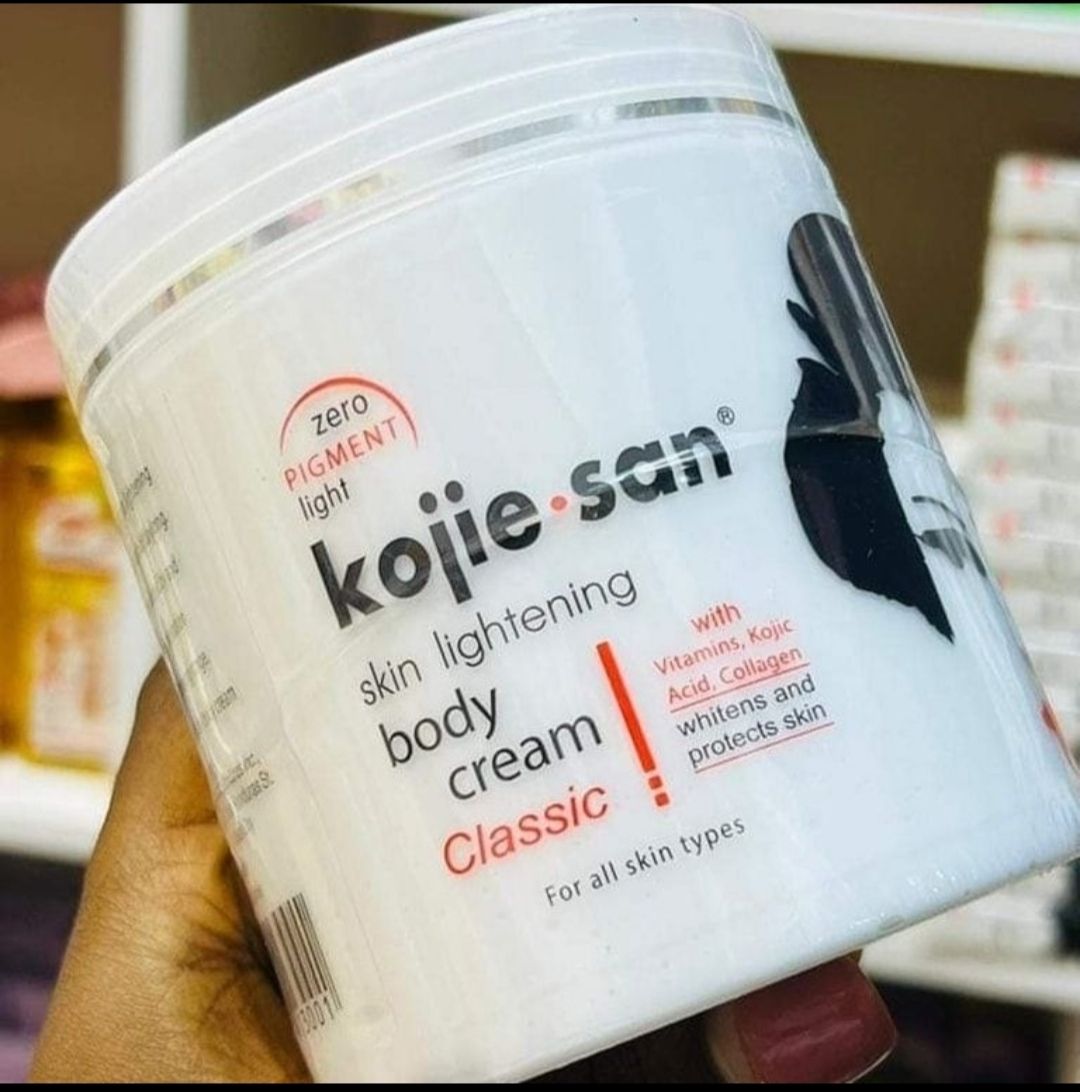 zero
PIGMENT
light
kojie·san®
skin lightening
body
cream
Classic
with
Vitamins, Kojic
Acid, Collagen
whitens and
protects skin
For all skin types